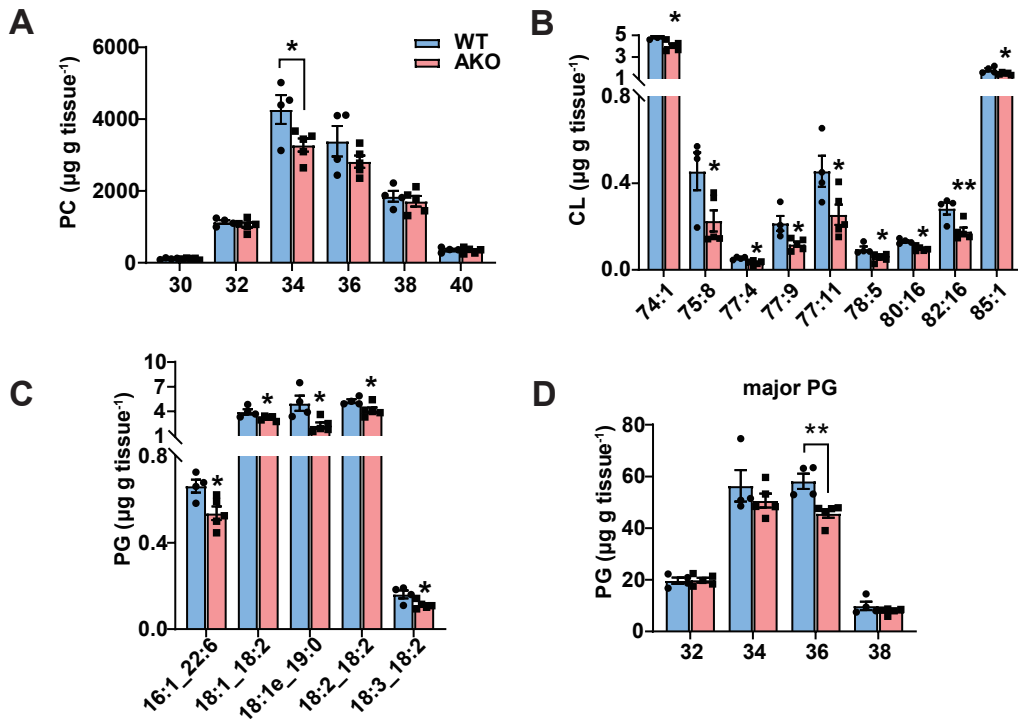 A
PC (µg g tissue⁻¹)
6000
4000
2000
0
*
WT
AKO
30 32 34 36 38 40
B
CL (µg g tissue⁻¹)
5
3
1
0.8
0.4
0.0
* * * * * * * ** *
74:1 75:8 77:4 77:9 77:11 78:5 80:16 82:16 85:1
C
PG (µg g tissue⁻¹)
10
7
4
1
0.8
0.4
0.0
* * * * *
16:1_22:6 18:1_18:2 18:1e_19:0 18:2_18:2 18:3_18:2
D
major PG
PG (µg g tissue⁻¹)
80
60
40
20
0
**
32 34 36 38